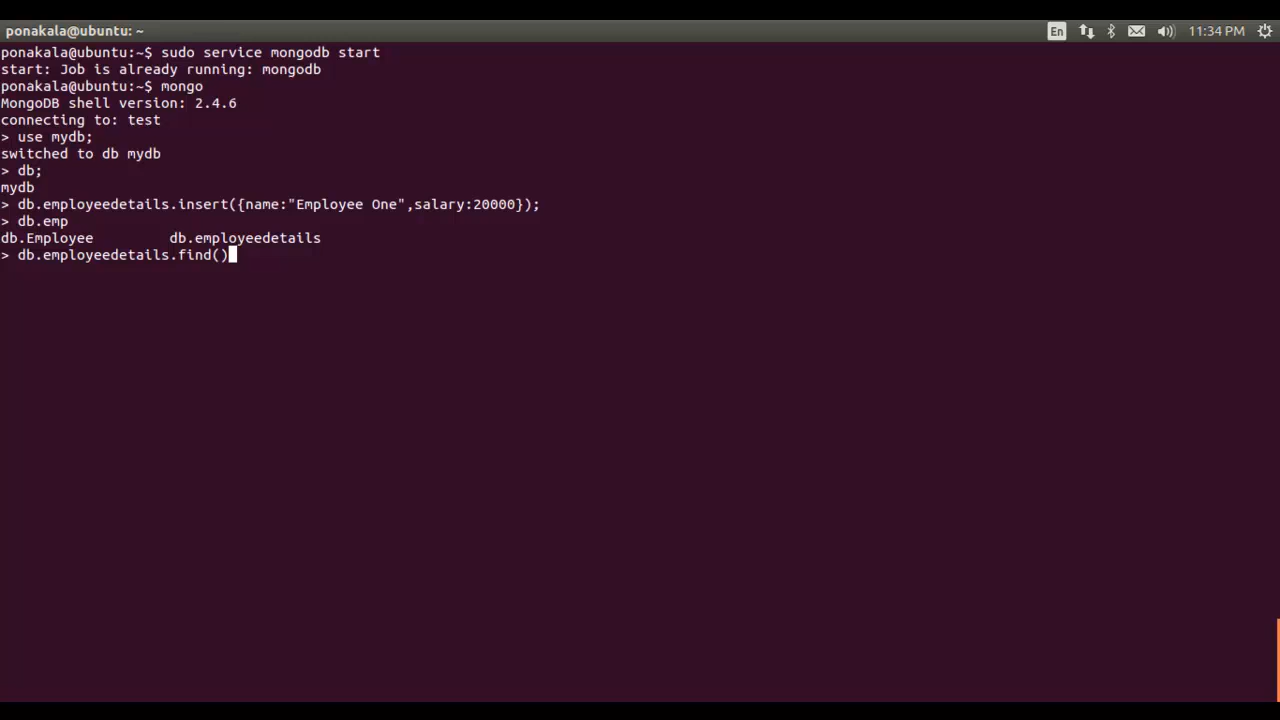 ponakala@ubuntu: ~
En
11:34 PM
ponakala@ubuntu:~$ sudo service mongodb start
start: Job is already running: mongodb
ponakala@ubuntu:~$ mongo
MongoDB shell version: 2.4.6
connecting to: test
> use mydb;
switched to db mydb
> db;
mydb
> db.employeedetails.insert({name:"Employee One",salary:20000});
> db.emp
db.Employee         db.employeedetails
> db.employeedetails.find()